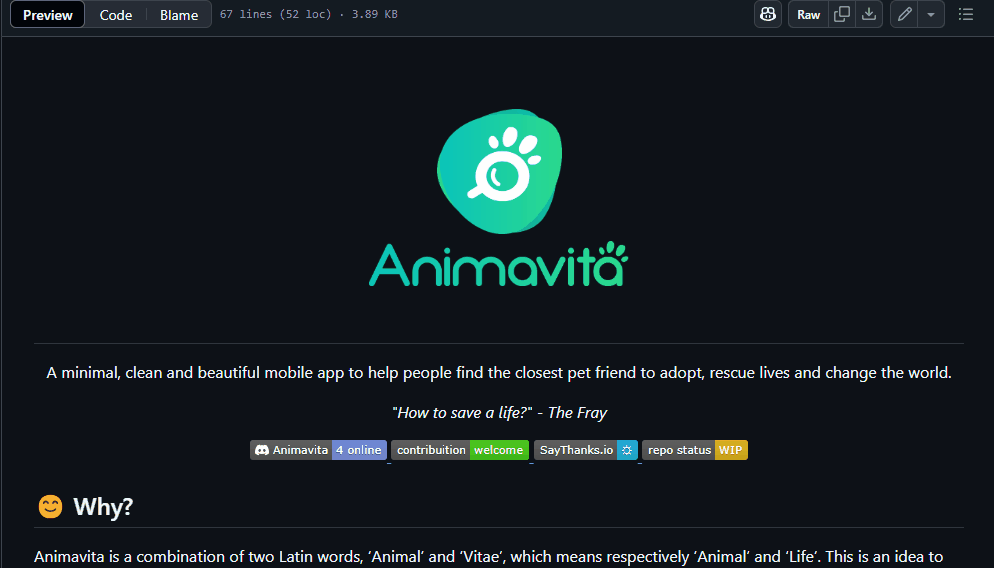 Preview Code Blame 67 lines (52 loc) · 3.89 KB Raw
Animavita
A minimal, clean and beautiful mobile app to help people find the closest pet friend to adopt, rescue lives and change the world.
"How to save a life?" - The Fray
Animavita 4 online contribuition welcome SayThanks.io repo status WIP
Why?
Animavita is a combination of two Latin words, ‘Animal’ and ‘Vitae’, which means respectively ‘Animal’ and ‘Life’. This is an idea to